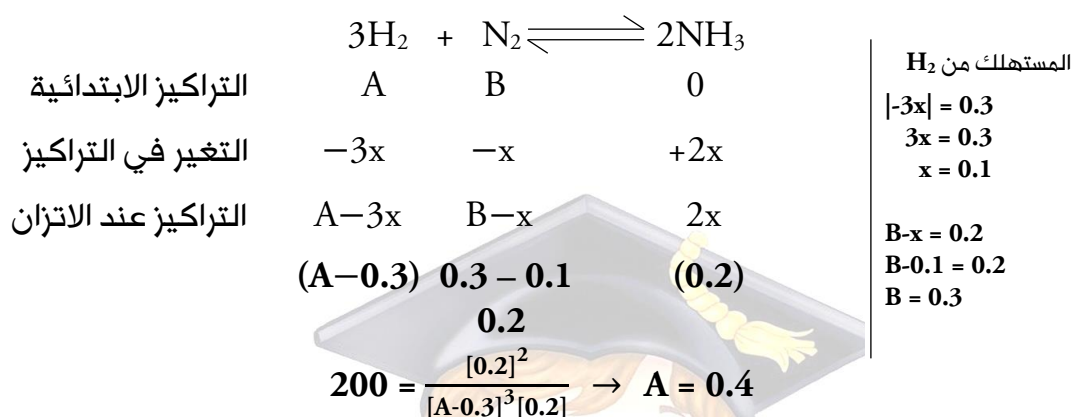 3H₂ + N₂ ⇌ 2NH₃
التراكيز الابتدائية A B 0
التغير في التراكيز −3x −x +2x
التراكيز عند الاتزان A−3x B−x 2x
(A−0.3) 0.3 – 0.1 (0.2)
0.2
200 = [0.2]² / [A-0.3]³ [0.2] → A = 0.4
المستهلك من H₂
|-3x| = 0.3
3x = 0.3
x = 0.1
B-x = 0.2
B-0.1 = 0.2
B = 0.3